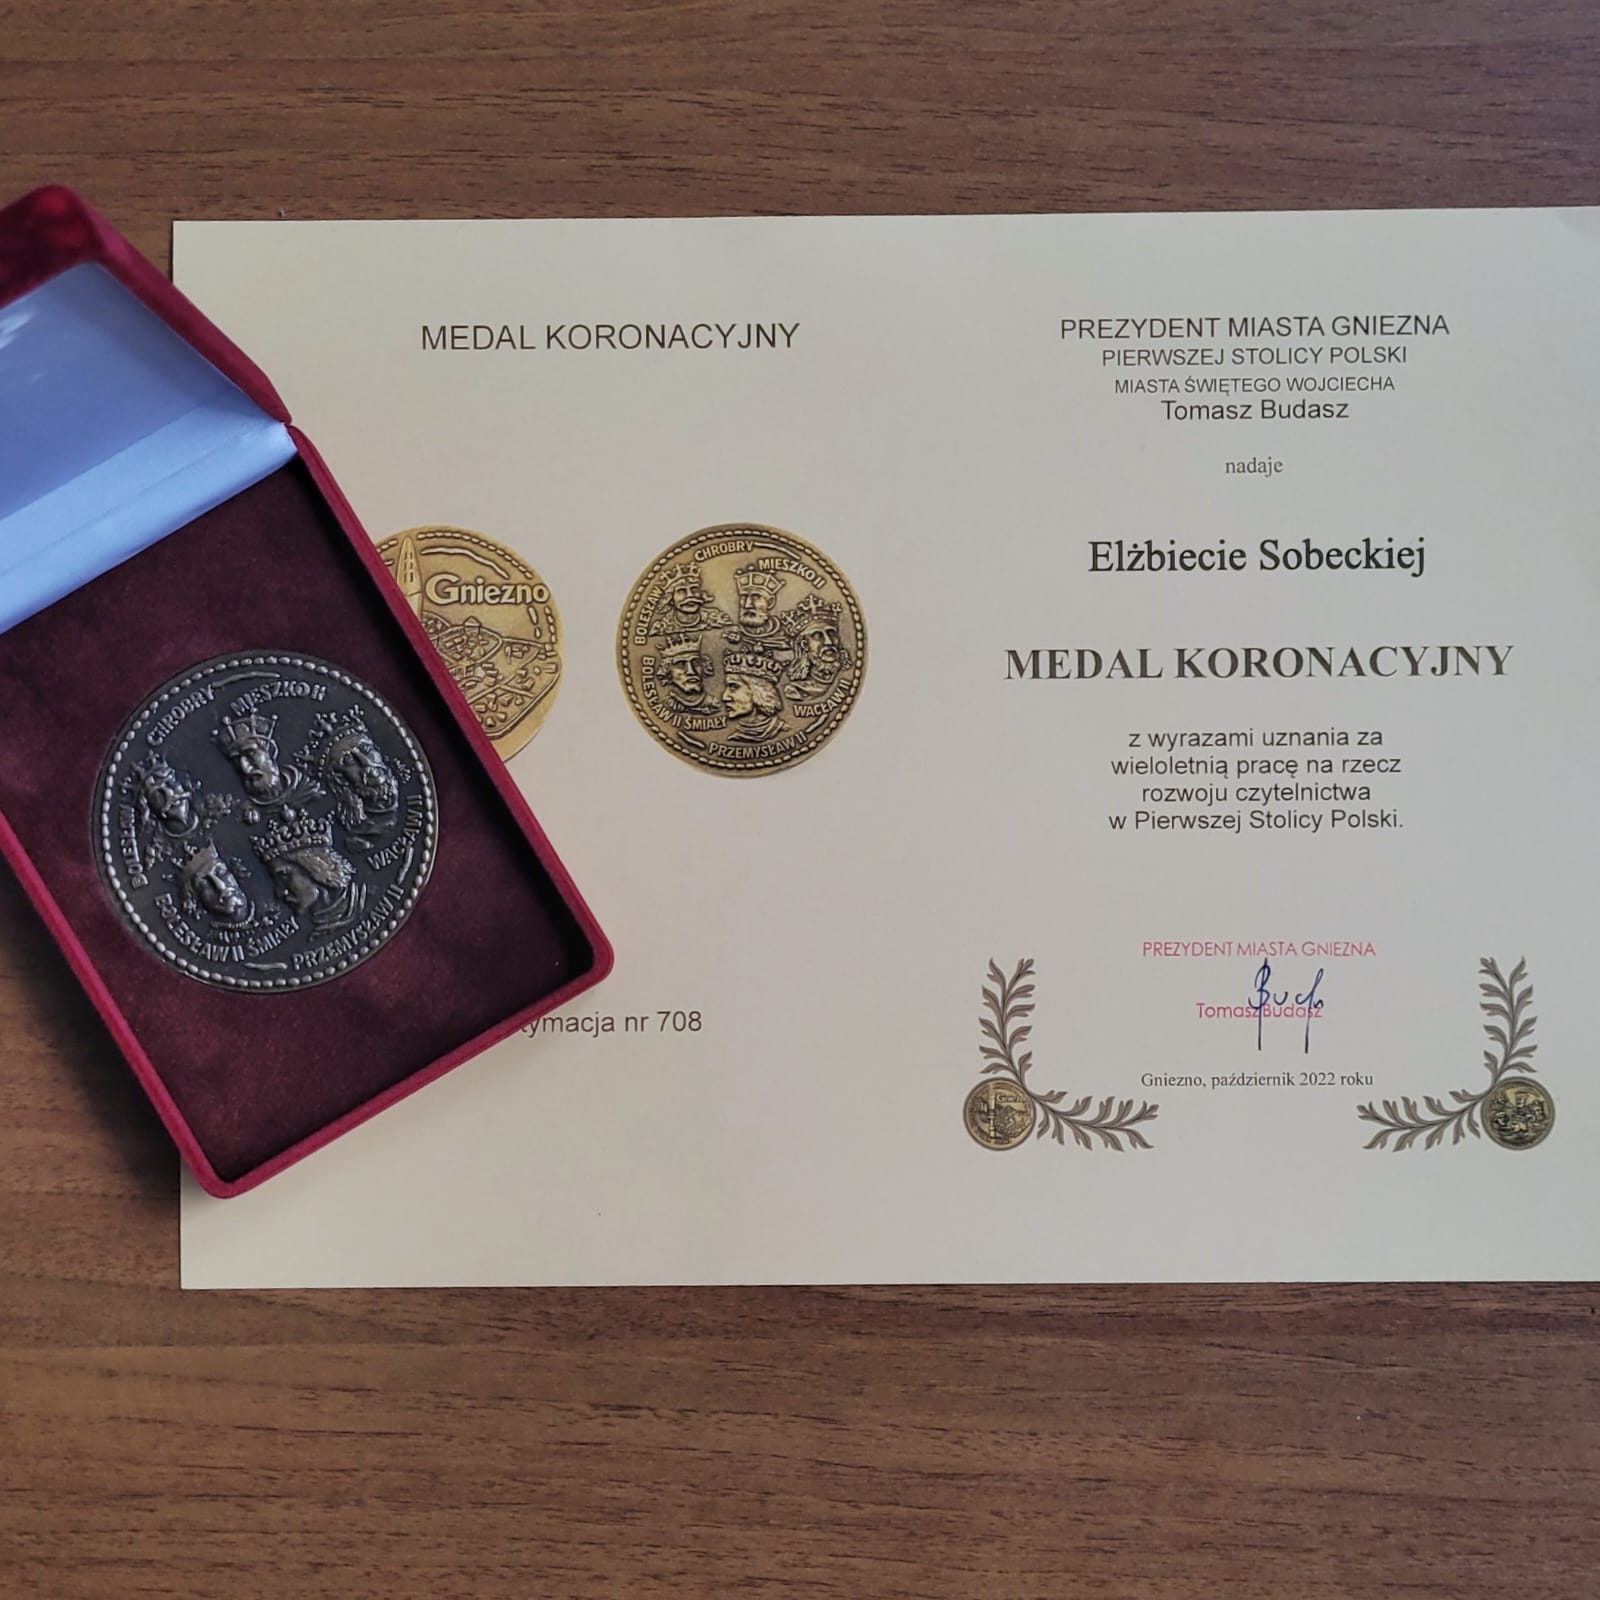 MEDAL KORONACYJNY
Gniezno
BOLESŁAW CHROBRY
MIESZKO II
BOLESŁAW II ŚMIAŁY
PRZEMYSŁAW II
WACŁAW II
BOLESŁAW CHROBRY
MIESZKO II
BOLESŁAW II ŚMIAŁY
PRZEMYSŁAW II
WACŁAW II
tymacja nr 708
PREZYDENT MIASTA GNIEZNA
PIERWSZEJ STOLICY POLSKI
MIASTA ŚWIĘTEGO WOJCIECHA
Tomasz Budasz
nadaje
Elżbiecie Sobeckiej
MEDAL KORONACYJNY
z wyrazami uznania za
wieloletnią pracę na rzecz
rozwoju czytelnictwa
w Pierwszej Stolicy Polski.
PREZYDENT MIASTA GNIEZNA
Tomasz Budasz
Gniezno, październik 2022 roku
Gniezno